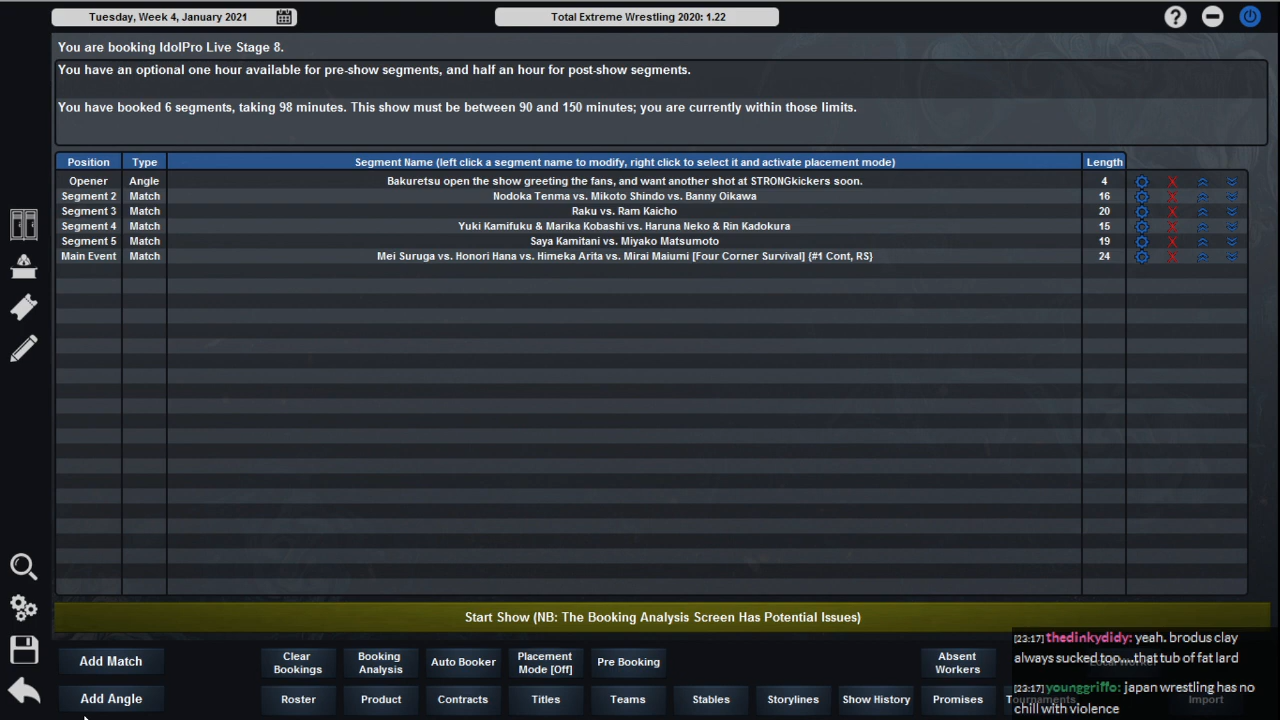 Tuesday, Week 4, January 2021
Total Extreme Wrestling 2020: 1.22
You are booking IdolPro Live Stage 8.
You have an optional one hour available for pre-show segments, and half an hour for post-show segments.
You have booked 6 segments, taking 98 minutes. This show must be between 90 and 150 minutes; you are currently within those limits.
Position Type Segment Name (left click a segment name to modify, right click to select it and activate placement mode) Length
Opener Angle Bakuretsu open the show greeting the fans, and want another shot at STRONGkickers soon. 4
Segment 2 Match Nodoka Tenma vs. Mikoto Shindo vs. Banny Oikawa 16
Segment 3 Match Raku vs. Ram Kaicho 20
Segment 4 Match Yuki Kamifuku & Marika Kobashi vs. Haruna Neko & Rin Kadokura 15
Segment 5 Match Saya Kamitani vs. Miyako Matsumoto 19
Main Event Match Mei Suruga vs. Honori Hana vs. Himeka Arita vs. Mirai Maiumi [Four Corner Survival] {#1 Cont, RS} 24
Start Show (NB: The Booking Analysis Screen Has Potential Issues)
Add Match
Clear Bookings
Booking Analysis
Auto Booker
Placement Mode [Off]
Pre Booking
Absent Workers
Add Angle
Roster
Product
Contracts
Titles
Teams
Stables
Storylines
Show History
Promises
Tournaments
Import
[23:17] thedinkydidy: yeah. brodus clay
always sucked too....that tub of fat lard
[23:17] younggriffo: japan wrestling has no
chill with violence